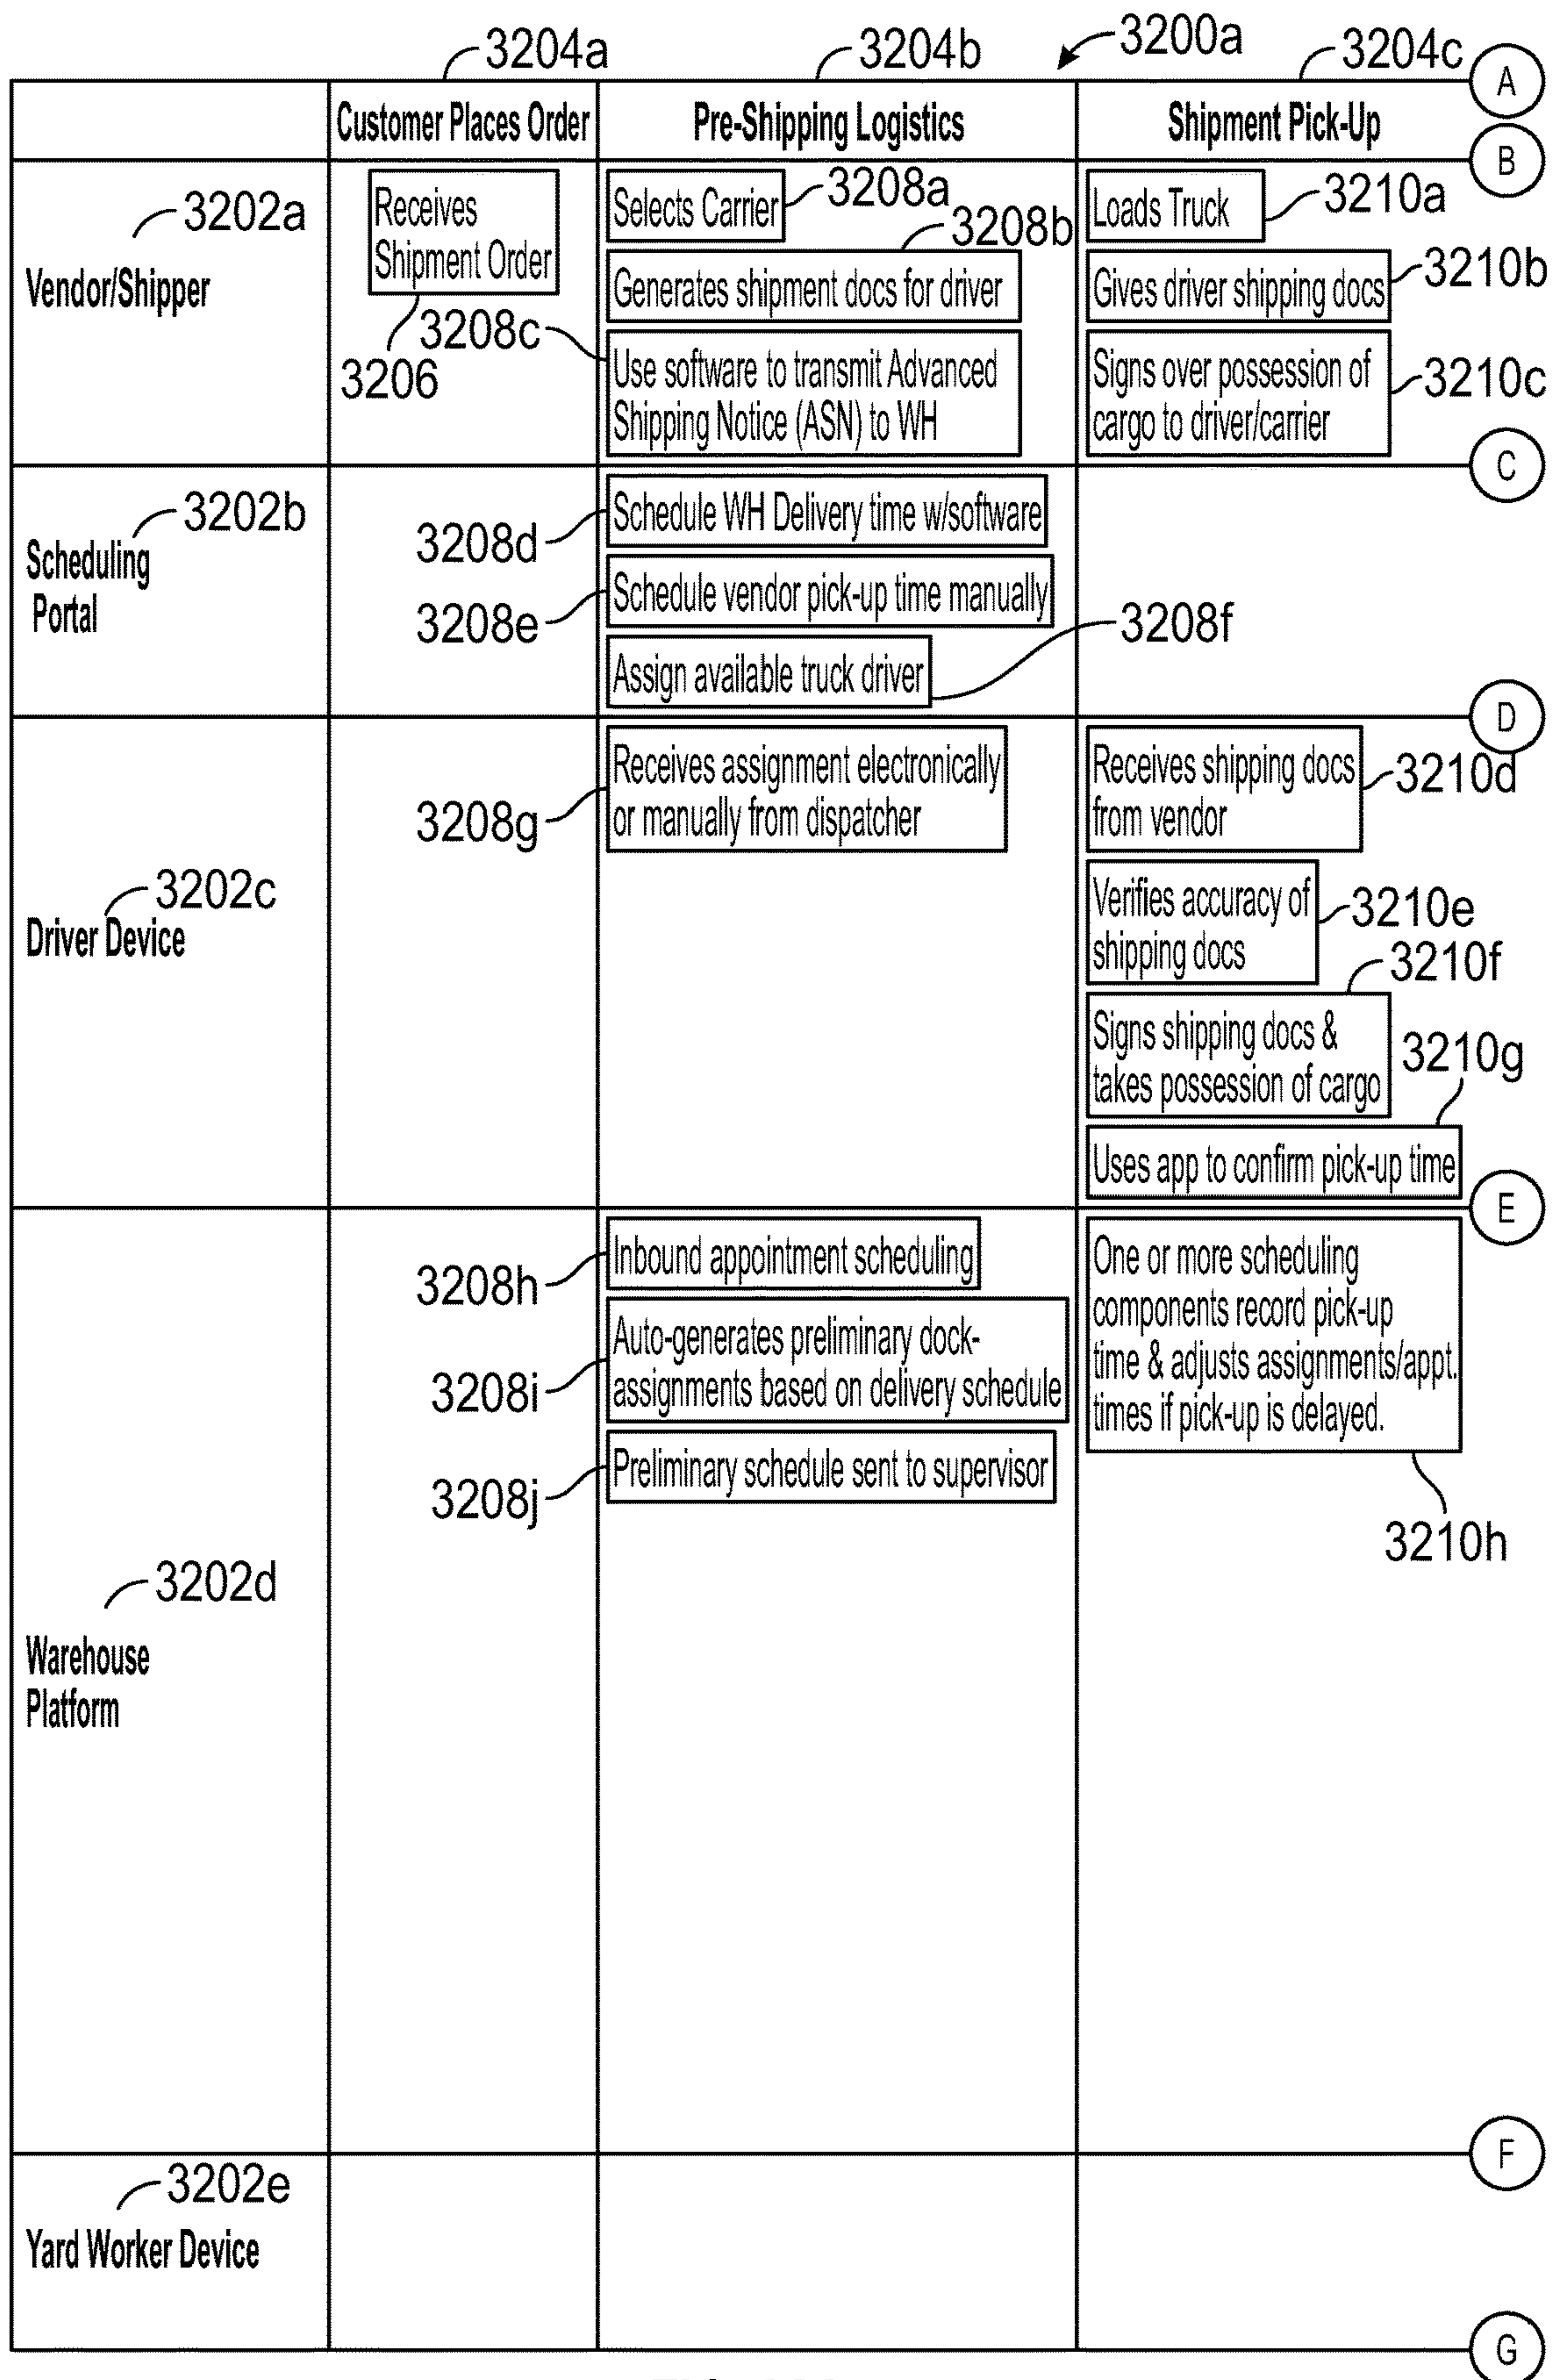 3204a
3204b
3200a
3204c
A
Customer Places Order
Pre-Shipping Logistics
Shipment Pick-Up
B
3202a
Vendor/Shipper
Receives
Shipment Order
3206
Selects Carrier
3208a
3208b
Generates shipment docs for driver
3208c
Use software to transmit Advanced
Shipping Notice (ASN) to WH
Loads Truck
3210a
Gives driver shipping docs
3210b
Signs over possession of
cargo to driver/carrier
3210c
C
3202b
Scheduling
Portal
3208d
Schedule WH Delivery time w/software
3208e
Schedule vendor pick-up time manually
3208f
Assign available truck driver
D
3202c
Driver Device
3208g
Receives assignment electronically
or manually from dispatcher
Receives shipping docs
from vendor
3210d
Verifies accuracy of
shipping docs
3210e
3210f
Signs shipping docs &
takes possession of cargo
3210g
Uses app to confirm pick-up time
E
3202d
Warehouse
Platform
3208h
Inbound appointment scheduling
3208i
Auto-generates preliminary dock-
assignments based on delivery schedule
3208j
Preliminary schedule sent to supervisor
One or more scheduling
components record pick-up
time & adjusts assignments/appt.
times if pick-up is delayed.
3210h
F
3202e
Yard Worker Device
G